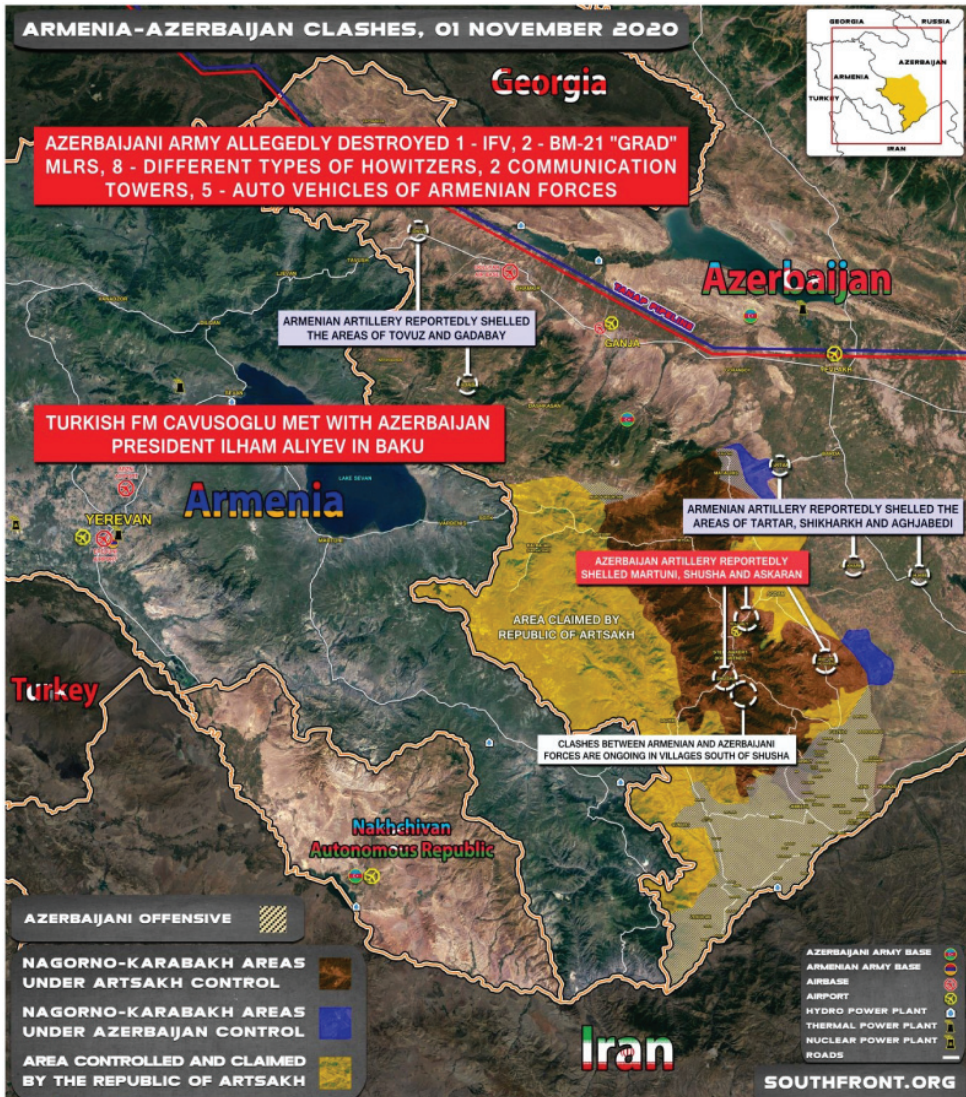 ARMENIA-AZERBAIJAN CLASHES, 01 NOVEMBER 2020
GEORGIA
RUSSIA
AZERBAIJAN
ARMENIA
TURKEY
IRAN
Georgia
AZERBAIJANI ARMY ALLEGEDLY DESTROYED 1 - IFV, 2 - BM-21 "GRAD"
MLRS, 8 - DIFFERENT TYPES OF HOWITZERS, 2 COMMUNICATION
TOWERS, 5 - AUTO VEHICLES OF ARMENIAN FORCES
Azerbaijan
ARMENIAN ARTILLERY REPORTEDLY SHELLED
THE AREAS OF TOVUZ AND GADABAY
GANJA
TURKISH FM CAVUSOGLU MET WITH AZERBAIJAN
PRESIDENT ILHAM ALIYEV IN BAKU
LAKE SEVAN
Armenia
YEREVAN
ARMENIAN ARTILLERY REPORTEDLY SHELLED THE
AREAS OF TARTAR, SHIKHARKH AND AGHJABEDI
AZERBAIJAN ARTILLERY REPORTEDLY
SHELLED MARTUNI, SHUSHA AND ASKARAN
AREA CLAIMED BY
REPUBLIC OF ARTSAKH
Turkey
CLASHES BETWEEN ARMENIAN AND AZERBAIJANI
FORCES ARE ONGOING IN VILLAGES SOUTH OF SHUSHA
Nakhchivan
Autonomous Republic
AZERBAIJANI OFFENSIVE
NAGORNO-KARABAKH AREAS
UNDER ARTSAKH CONTROL
NAGORNO-KARABAKH AREAS
UNDER AZERBAIJAN CONTROL
AREA CONTROLLED AND CLAIMED
BY THE REPUBLIC OF ARTSAKH
Iran
AZERBAIJANI ARMY BASE
ARMENIAN ARMY BASE
AIRBASE
AIRPORT
HYDRO POWER PLANT
THERMAL POWER PLANT
NUCLEAR POWER PLANT
ROADS
SOUTHFRONT.ORG